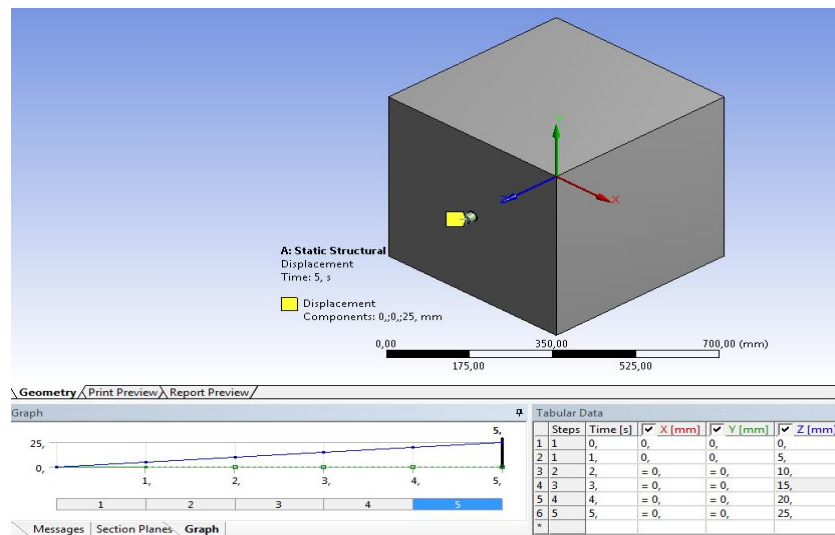 Y
Z
X
A: Static Structural
Displacement
Time: 5, s
Displacement
Components: 0,;0,;25, mm
0,00 350,00 700,00 (mm)
175,00 525,00
Geometry Print Preview Report Preview
Graph
5,
25,
0,
1, 2, 3, 4, 5,
1 2 3 4 5
Messages Section Planes Graph
Tabular Data
Steps Time [s] X [mm] Y [mm] Z [mm]
1 1 0, 0, 0, 0,
2 1 1, 0, 0, 5,
3 2 2, = 0, = 0, 10,
4 3 3, = 0, = 0, 15,
5 4 4, = 0, = 0, 20,
6 5 5, = 0, = 0, 25,
*